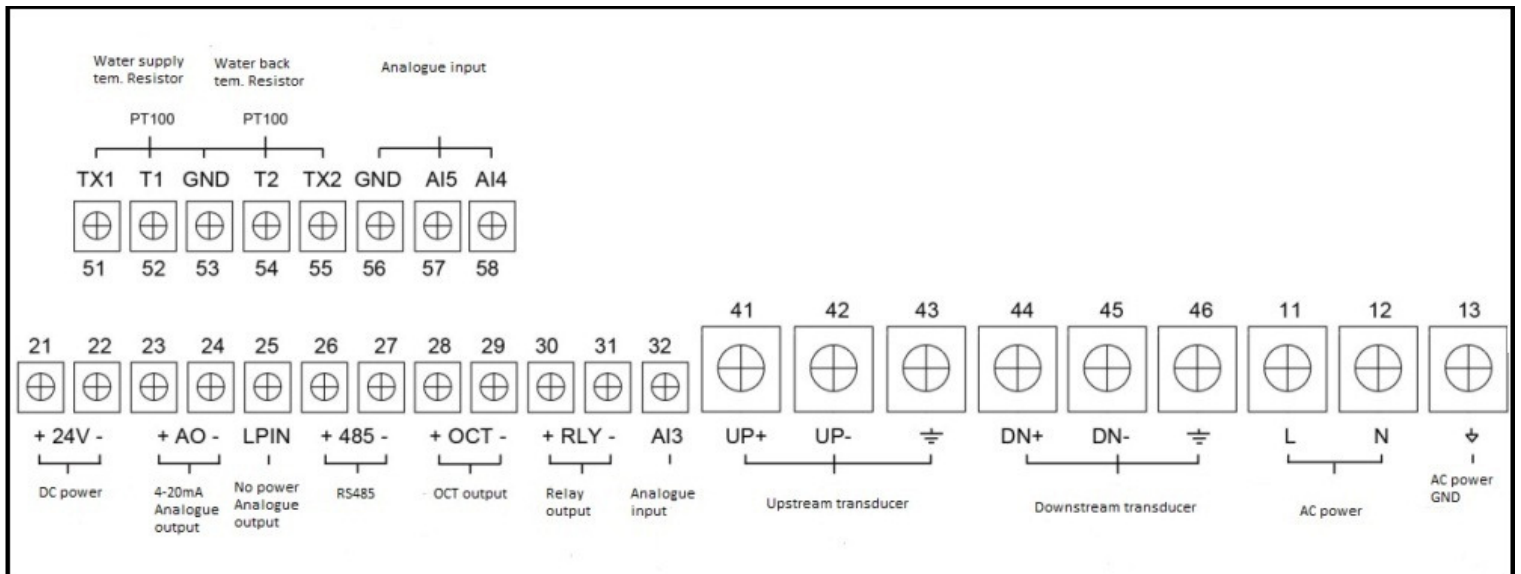 Water supply tem. Resistor
Water back tem. Resistor
Analogue input
PT100 PT100
TX1 T1 GND T2 TX2 GND AI5 AI4
51 52 53 54 55 56 57 58
41 42 43 44 45 46 11 12 13
21 22 23 24 25 26 27 28 29 30 31 32
+ 24V - + AO - LPIN + 485 - + OCT - + RLY - AI3 UP+ UP- DN+ DN- L N
DC power
4-20mA
Analogue
output
No power
Analogue
output
RS485
OCT output
Relay
output
Analogue
input
Upstream transducer
Downstream transducer
AC power
AC power
GND